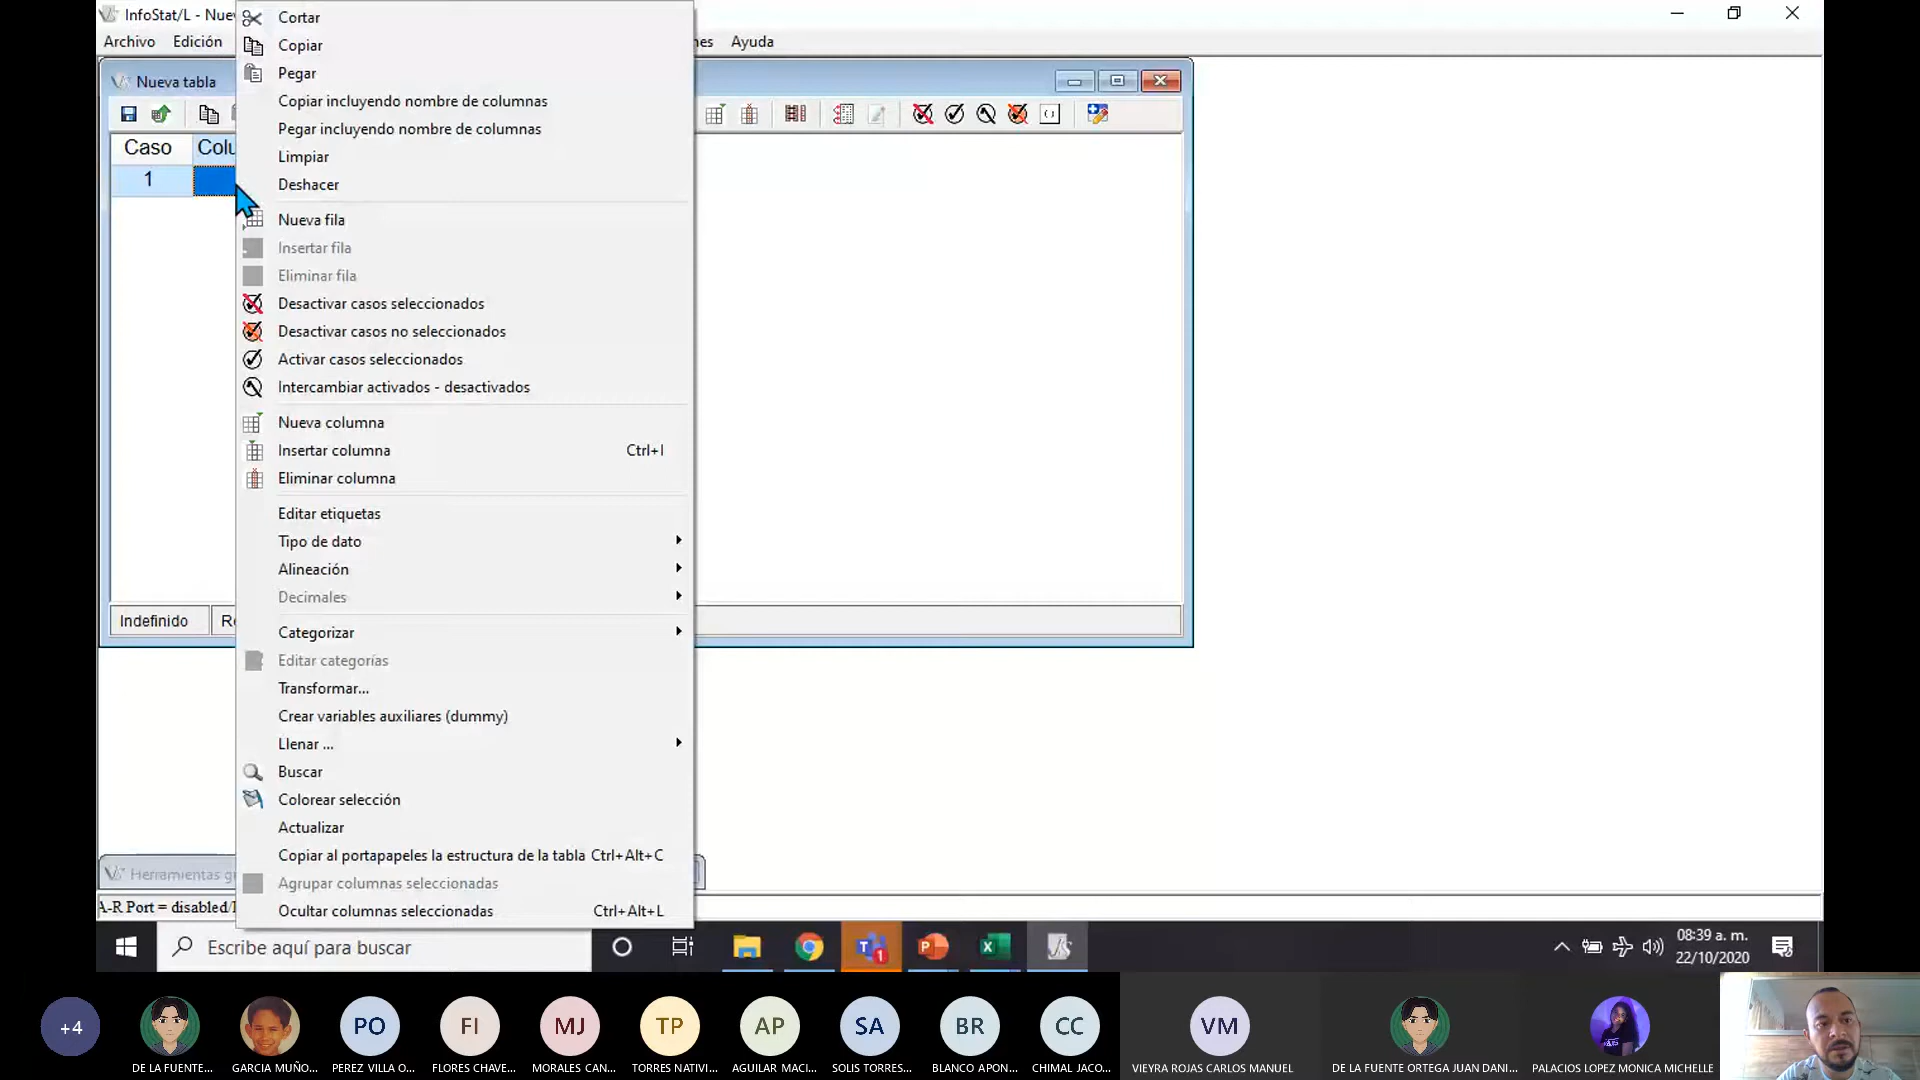 InfoStat/L - Nuev
Archivo Edición nes Ayuda
Nueva tabla
Caso Colu
1
Cortar
Copiar
Pegar
Copiar incluyendo nombre de columnas
Pegar incluyendo nombre de columnas
Limpiar
Deshacer
Nueva fila
Insertar fila
Eliminar fila
Desactivar casos seleccionados
Desactivar casos no seleccionados
Activar casos seleccionados
Intercambiar activados - desactivados
Nueva columna
Insertar columna Ctrl+I
Eliminar columna
Editar etiquetas
Tipo de dato
Alineación
Decimales
Categorizar
Editar categorías
Transformar...
Crear variables auxiliares (dummy)
Llenar ...
Buscar
Colorear selección
Actualizar
Copiar al portapapeles la estructura de la tabla Ctrl+Alt+C
Agrupar columnas seleccionadas
Ocultar columnas seleccionadas Ctrl+Alt+L
Indefinido Re
Herramientas gr
A-R Port = disabled/
Escribe aquí para buscar
08:39 a. m.
22/10/2020
+4 PO FI MJ TP AP SA BR CC VM
DE LA FUENTE... GARCIA MUÑO... PEREZ VILLA O... FLORES CHAVE... MORALES CAN... TORRES NATIVI... AGUILAR MACI... SOLIS TORRES... BLANCO APON... CHIMAL JACO... VIEYRA ROJAS CARLOS MANUEL DE LA FUENTE ORTEGA JUAN DANI... PALACIOS LOPEZ MONICA MICHELLE